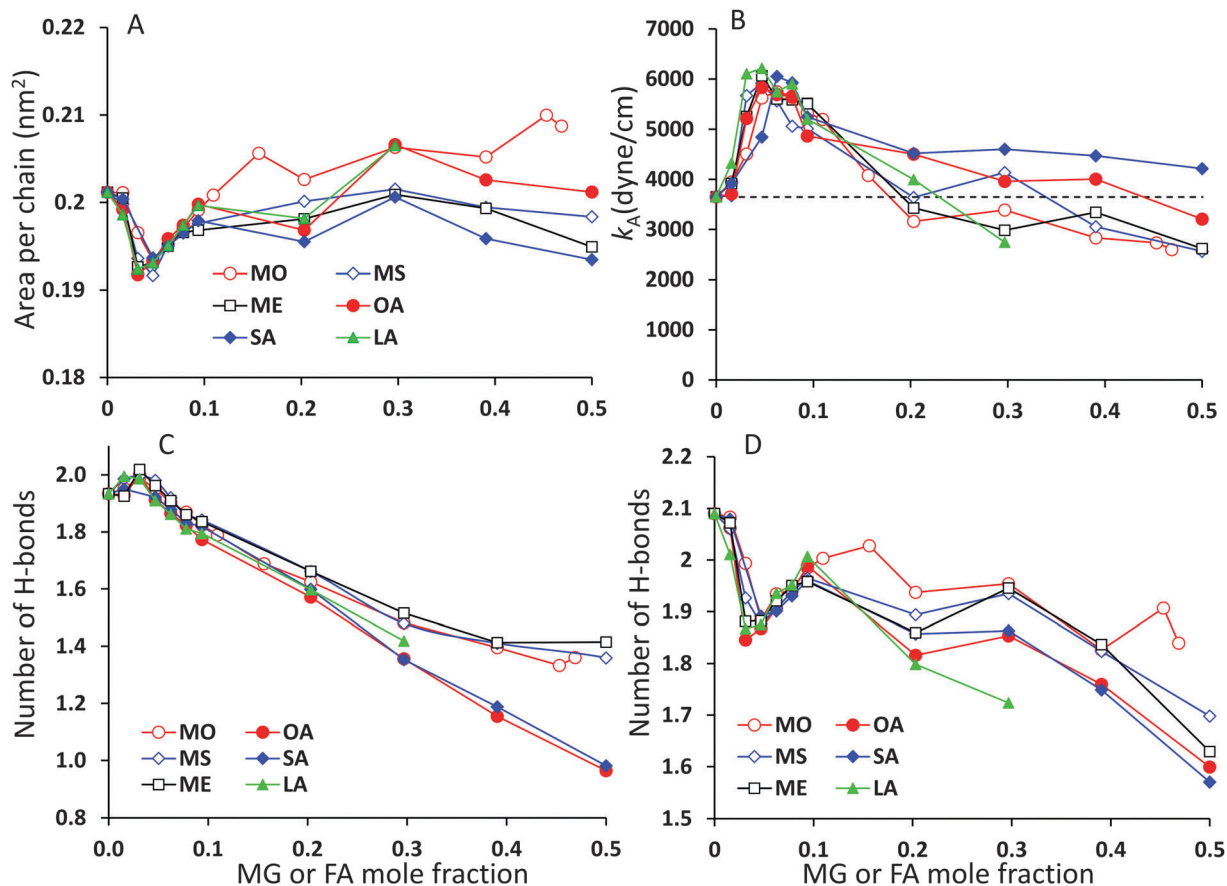 A
Area per chain (nm²)
0.22
0.21
0.2
0.19
0.18
0 0.1 0.2 0.3 0.4 0.5
MO MS
ME OA
SA LA
B
kA(dyne/cm)
7000
6000
5000
4000
3000
2000
1000
0
0 0.1 0.2 0.3 0.4 0.5
C
Number of H-bonds
2.0
1.8
1.6
1.4
1.2
1.0
0.8
0.0 0.1 0.2 0.3 0.4 0.5
MO OA
MS SA
ME LA
MG or FA mole fraction
D
Number of H-bonds
2.2
2.1
2
1.9
1.8
1.7
1.6
1.5
0 0.1 0.2 0.3 0.4 0.5
MO OA
MS SA
ME LA
MG or FA mole fraction